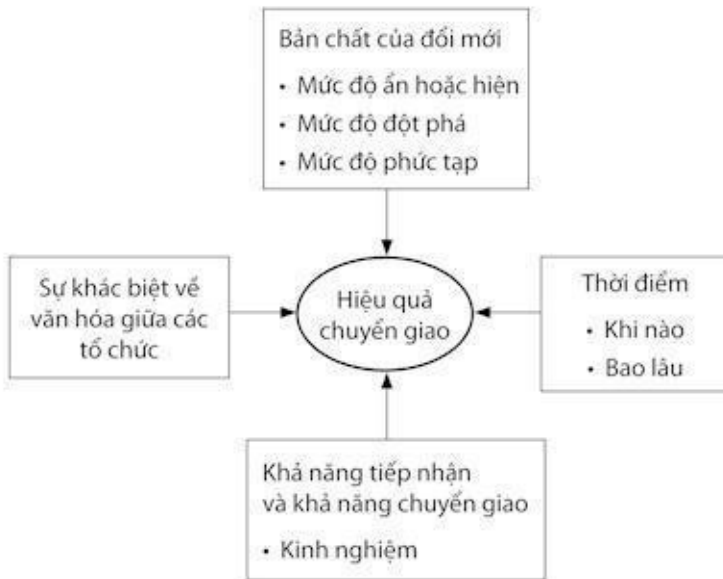 Bản chất của đổi mới
• Mức độ ẩn hoặc hiện
• Mức độ đột phá
• Mức độ phức tạp
Sự khác biệt về
văn hóa giữa các
tổ chức
Hiệu quả
chuyển giao
Thời điểm
• Khi nào
• Bao lâu
Khả năng tiếp nhận
và khả năng chuyển giao
• Kinh nghiệm